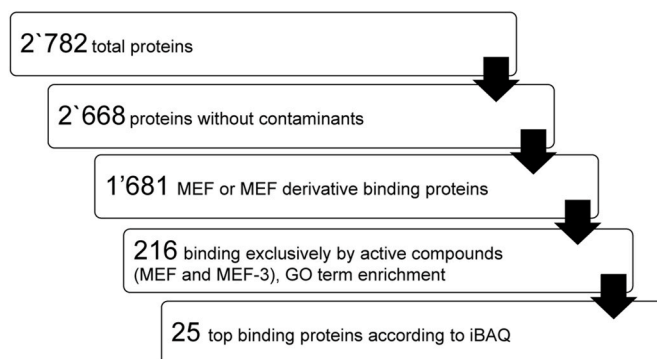 2`782 total proteins
2`668 proteins without contaminants
1’681 MEF or MEF derivative binding proteins
216 binding exclusively by active compounds
(MEF and MEF-3), GO term enrichment
25 top binding proteins according to iBAQ